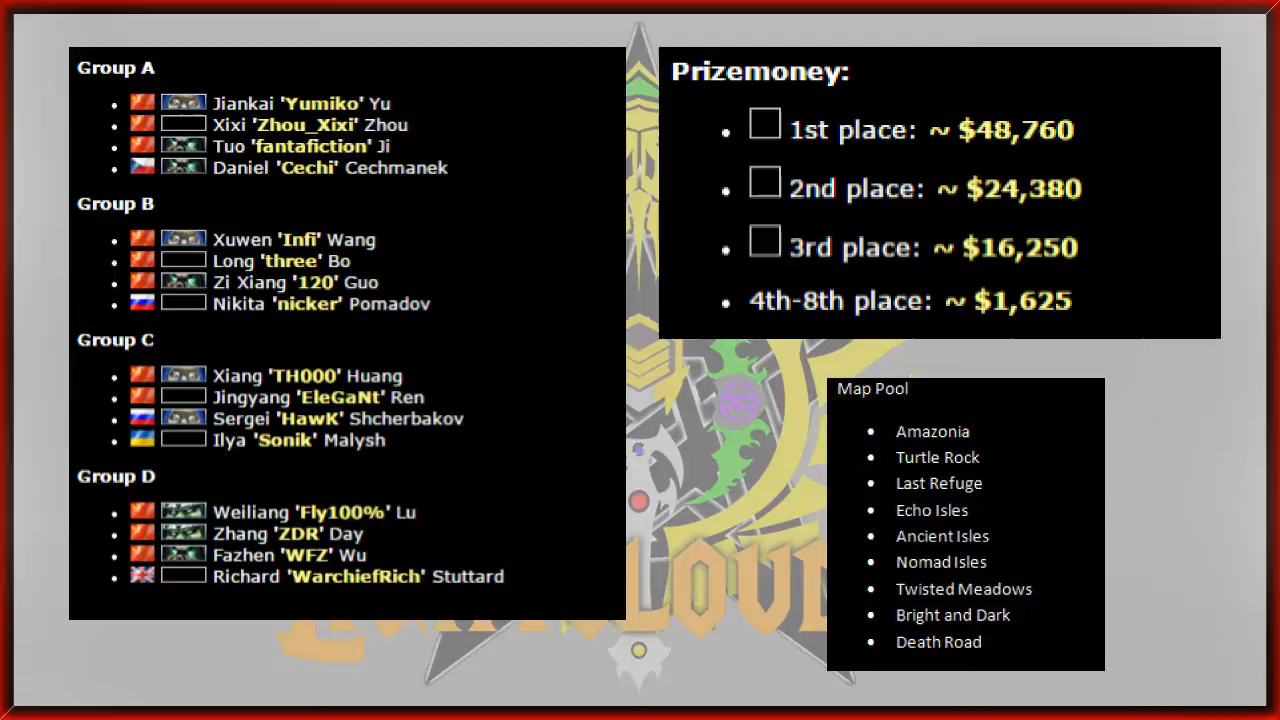 Group A
Jiankai 'Yumiko' Yu
Xixi 'Zhou_Xixi' Zhou
Tuo 'fantafiction' Ji
Daniel 'Cechi' Cechmanek
Group B
Xuwen 'Infi' Wang
Long 'three' Bo
Zi Xiang '120' Guo
Nikita 'nicker' Pomadov
Group C
Xiang 'TH000' Huang
Jingyang 'EleGaNt' Ren
Sergei 'HawK' Shcherbakov
Ilya 'Sonik' Malysh
Group D
Weiliang 'Fly100%' Lu
Zhang 'ZDR' Day
Fazhen 'WFZ' Wu
Richard 'WarchiefRich' Stuttard
Prizemoney:
1st place: ~ $48,760
2nd place: ~ $24,380
3rd place: ~ $16,250
4th-8th place: ~ $1,625
Map Pool
Amazonia
Turtle Rock
Last Refuge
Echo Isles
Ancient Isles
Nomad Isles
Twisted Meadows
Bright and Dark
Death Road